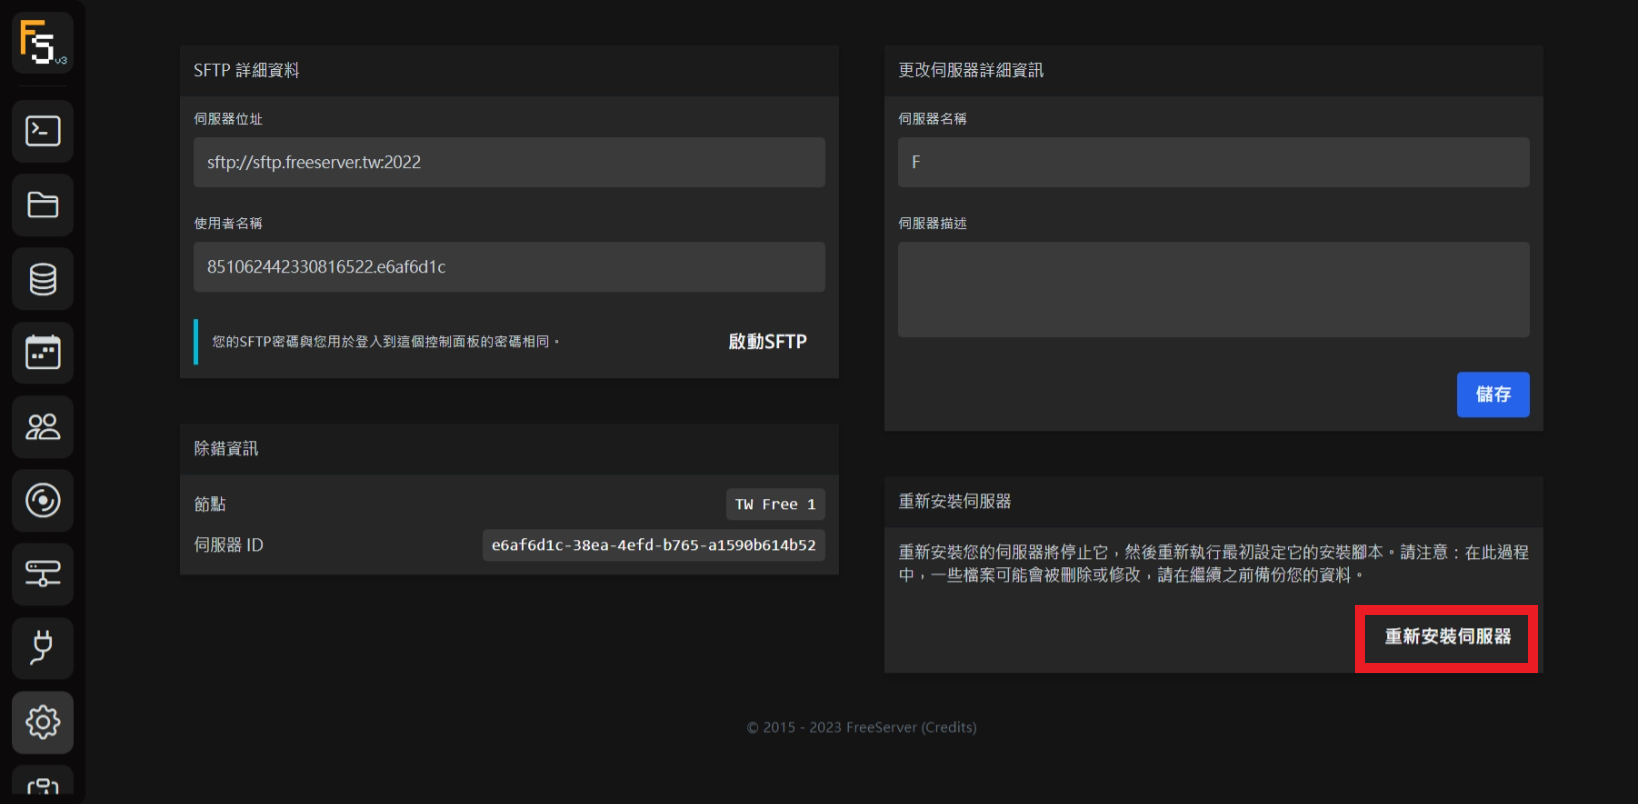 FS v3
SFTP 詳細資料
伺服器位址
sftp://sftp.freeserver.tw:2022
使用者名稱
851062442330816522.e6af6d1c
您的SFTP密碼與您用於登入到這個控制面板的密碼相同。
啟動SFTP
除錯資訊
節點
TW Free 1
伺服器 ID
e6af6d1c-38ea-4efd-b765-a1590b614b52
更改伺服器詳細資訊
伺服器名稱
F
伺服器描述
儲存
重新安裝伺服器
重新安裝您的伺服器將停止它，然後重新執行最初設定它的安裝腳本。請注意：在此過程
中，一些檔案可能會被刪除或修改，請在繼續之前備份您的資料。
重新安裝伺服器
© 2015 - 2023 FreeServer (Credits)